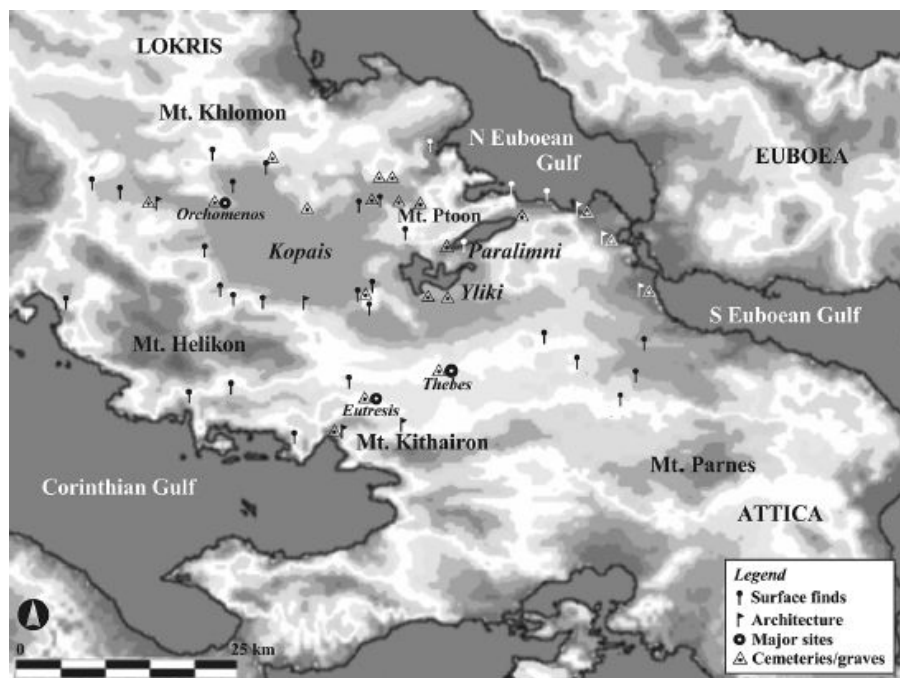 LOKRIS
Mt. Khlomon
N Euboean
Gulf
EUBOEA
Orchomenos
Mt. Ptoon
Kopais
Paralimni
Yliki
S Euboean Gulf
Mt. Helikon
Thebes
Eutresis
Mt. Kithairon
Mt. Parnes
Corinthian Gulf
ATTICA
Legend
Surface finds
Architecture
Major sites
Cemeteries/graves
0 25 km